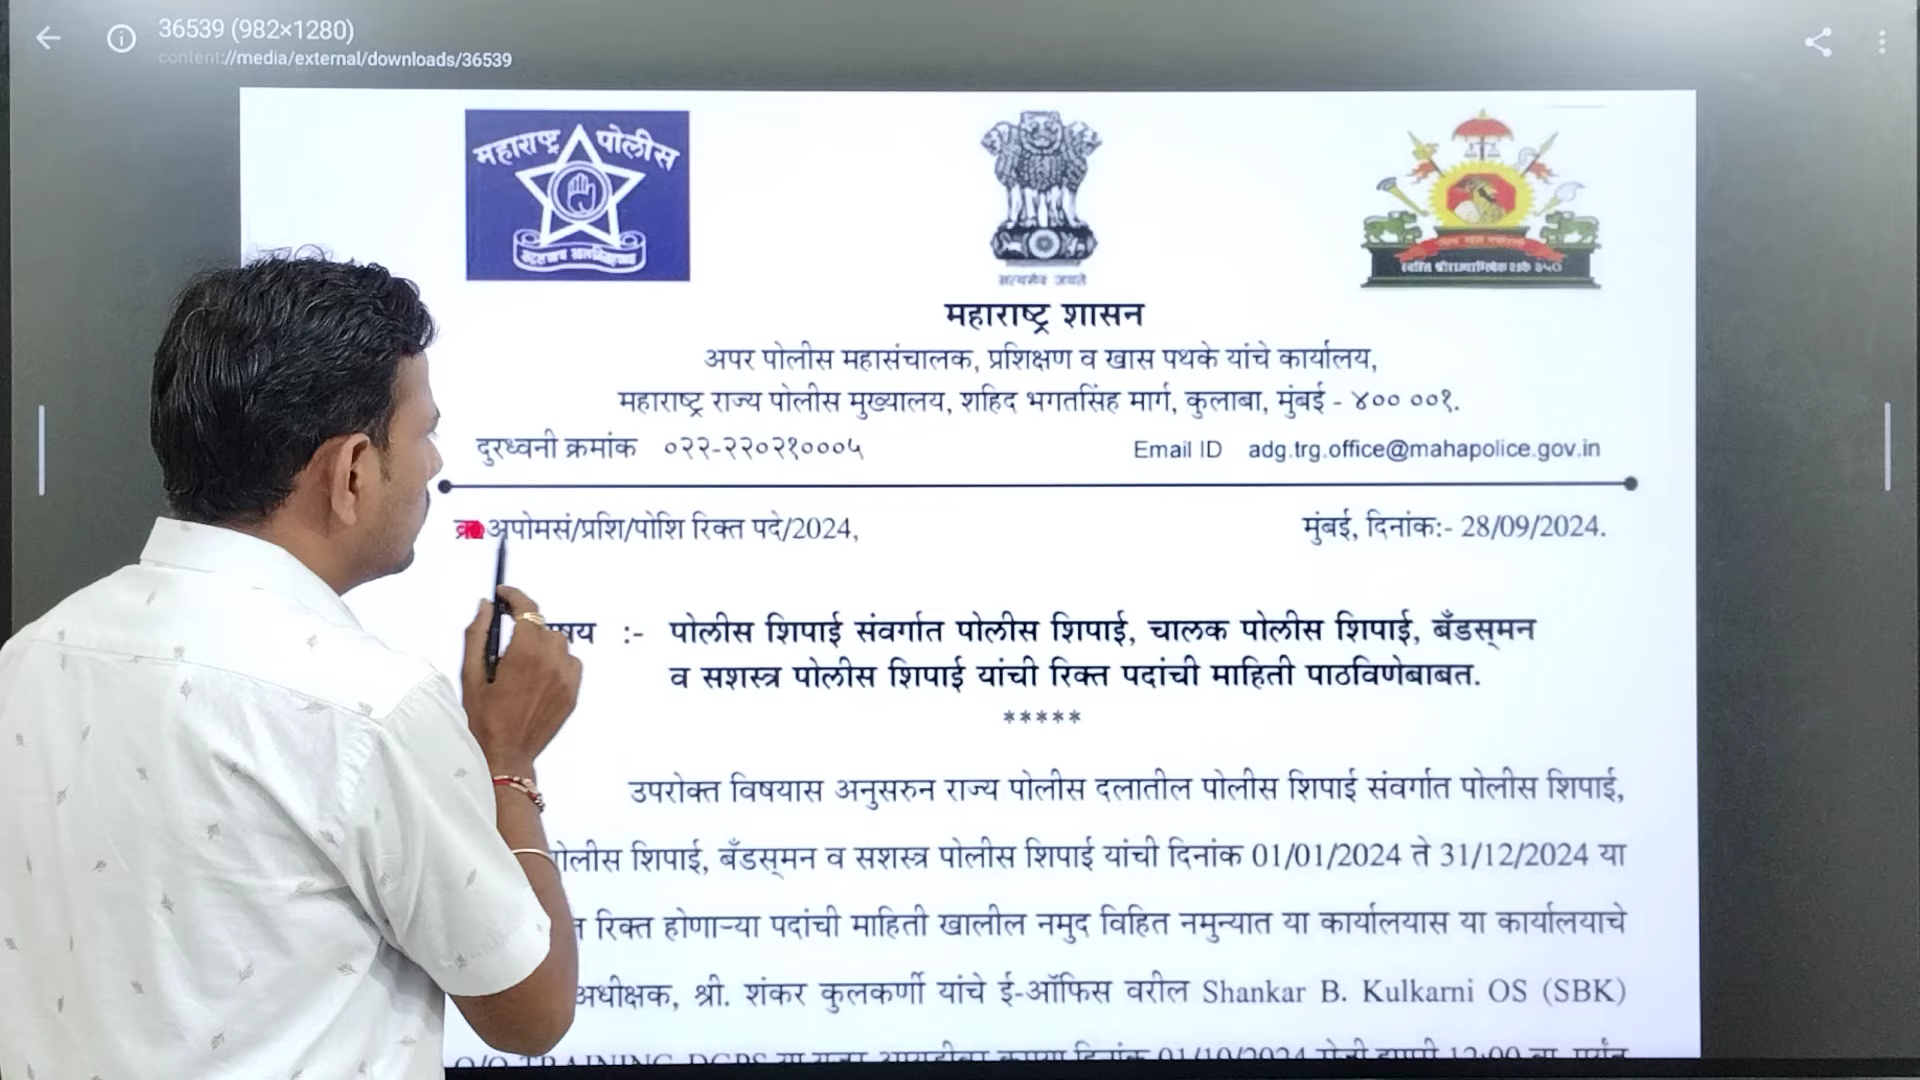 36539 (982×1280)
content://media/external/downloads/36539
महाराष्ट्र पोलीस
सत्यमेव जयते
महाराष्ट्र शासन
अपर पोलीस महासंचालक, प्रशिक्षण व खास पथके यांचे कार्यालय,
महाराष्ट्र राज्य पोलीस मुख्यालय, शहिद भगतसिंह मार्ग, कुलाबा, मुंबई - ४०० ००१.
दुरध्वनी क्रमांक ०२२-२२०२१०००५ Email ID adg.trg.office@mahapolice.gov.in
क्र अपोमसं/प्रशि/पोशि रिक्त पदे/2024, मुंबई, दिनांक:- 28/09/2024.
:- पोलीस शिपाई संवर्गात पोलीस शिपाई, चालक पोलीस शिपाई, बँडस्‌मन
व सशस्त्र पोलीस शिपाई यांची रिक्त पदांची माहिती पाठविणेबाबत.
*****
उपरोक्त विषयास अनुसरुन राज्य पोलीस दलातील पोलीस शिपाई संवर्गात पोलीस शिपाई,
शिपाई, बँडस्‌मन व सशस्त्र पोलीस शिपाई यांची दिनांक 01/01/2024 ते 31/12/2024 या
रिक्त होणाऱ्या पदांची माहिती खालील नमुद विहित नमुन्यात या कार्यालयास या कार्यालयाचे
अधीक्षक, श्री. शंकर कुलकर्णी यांचे ई-ऑफिस वरील Shankar B. Kulkarni OS (SBK)